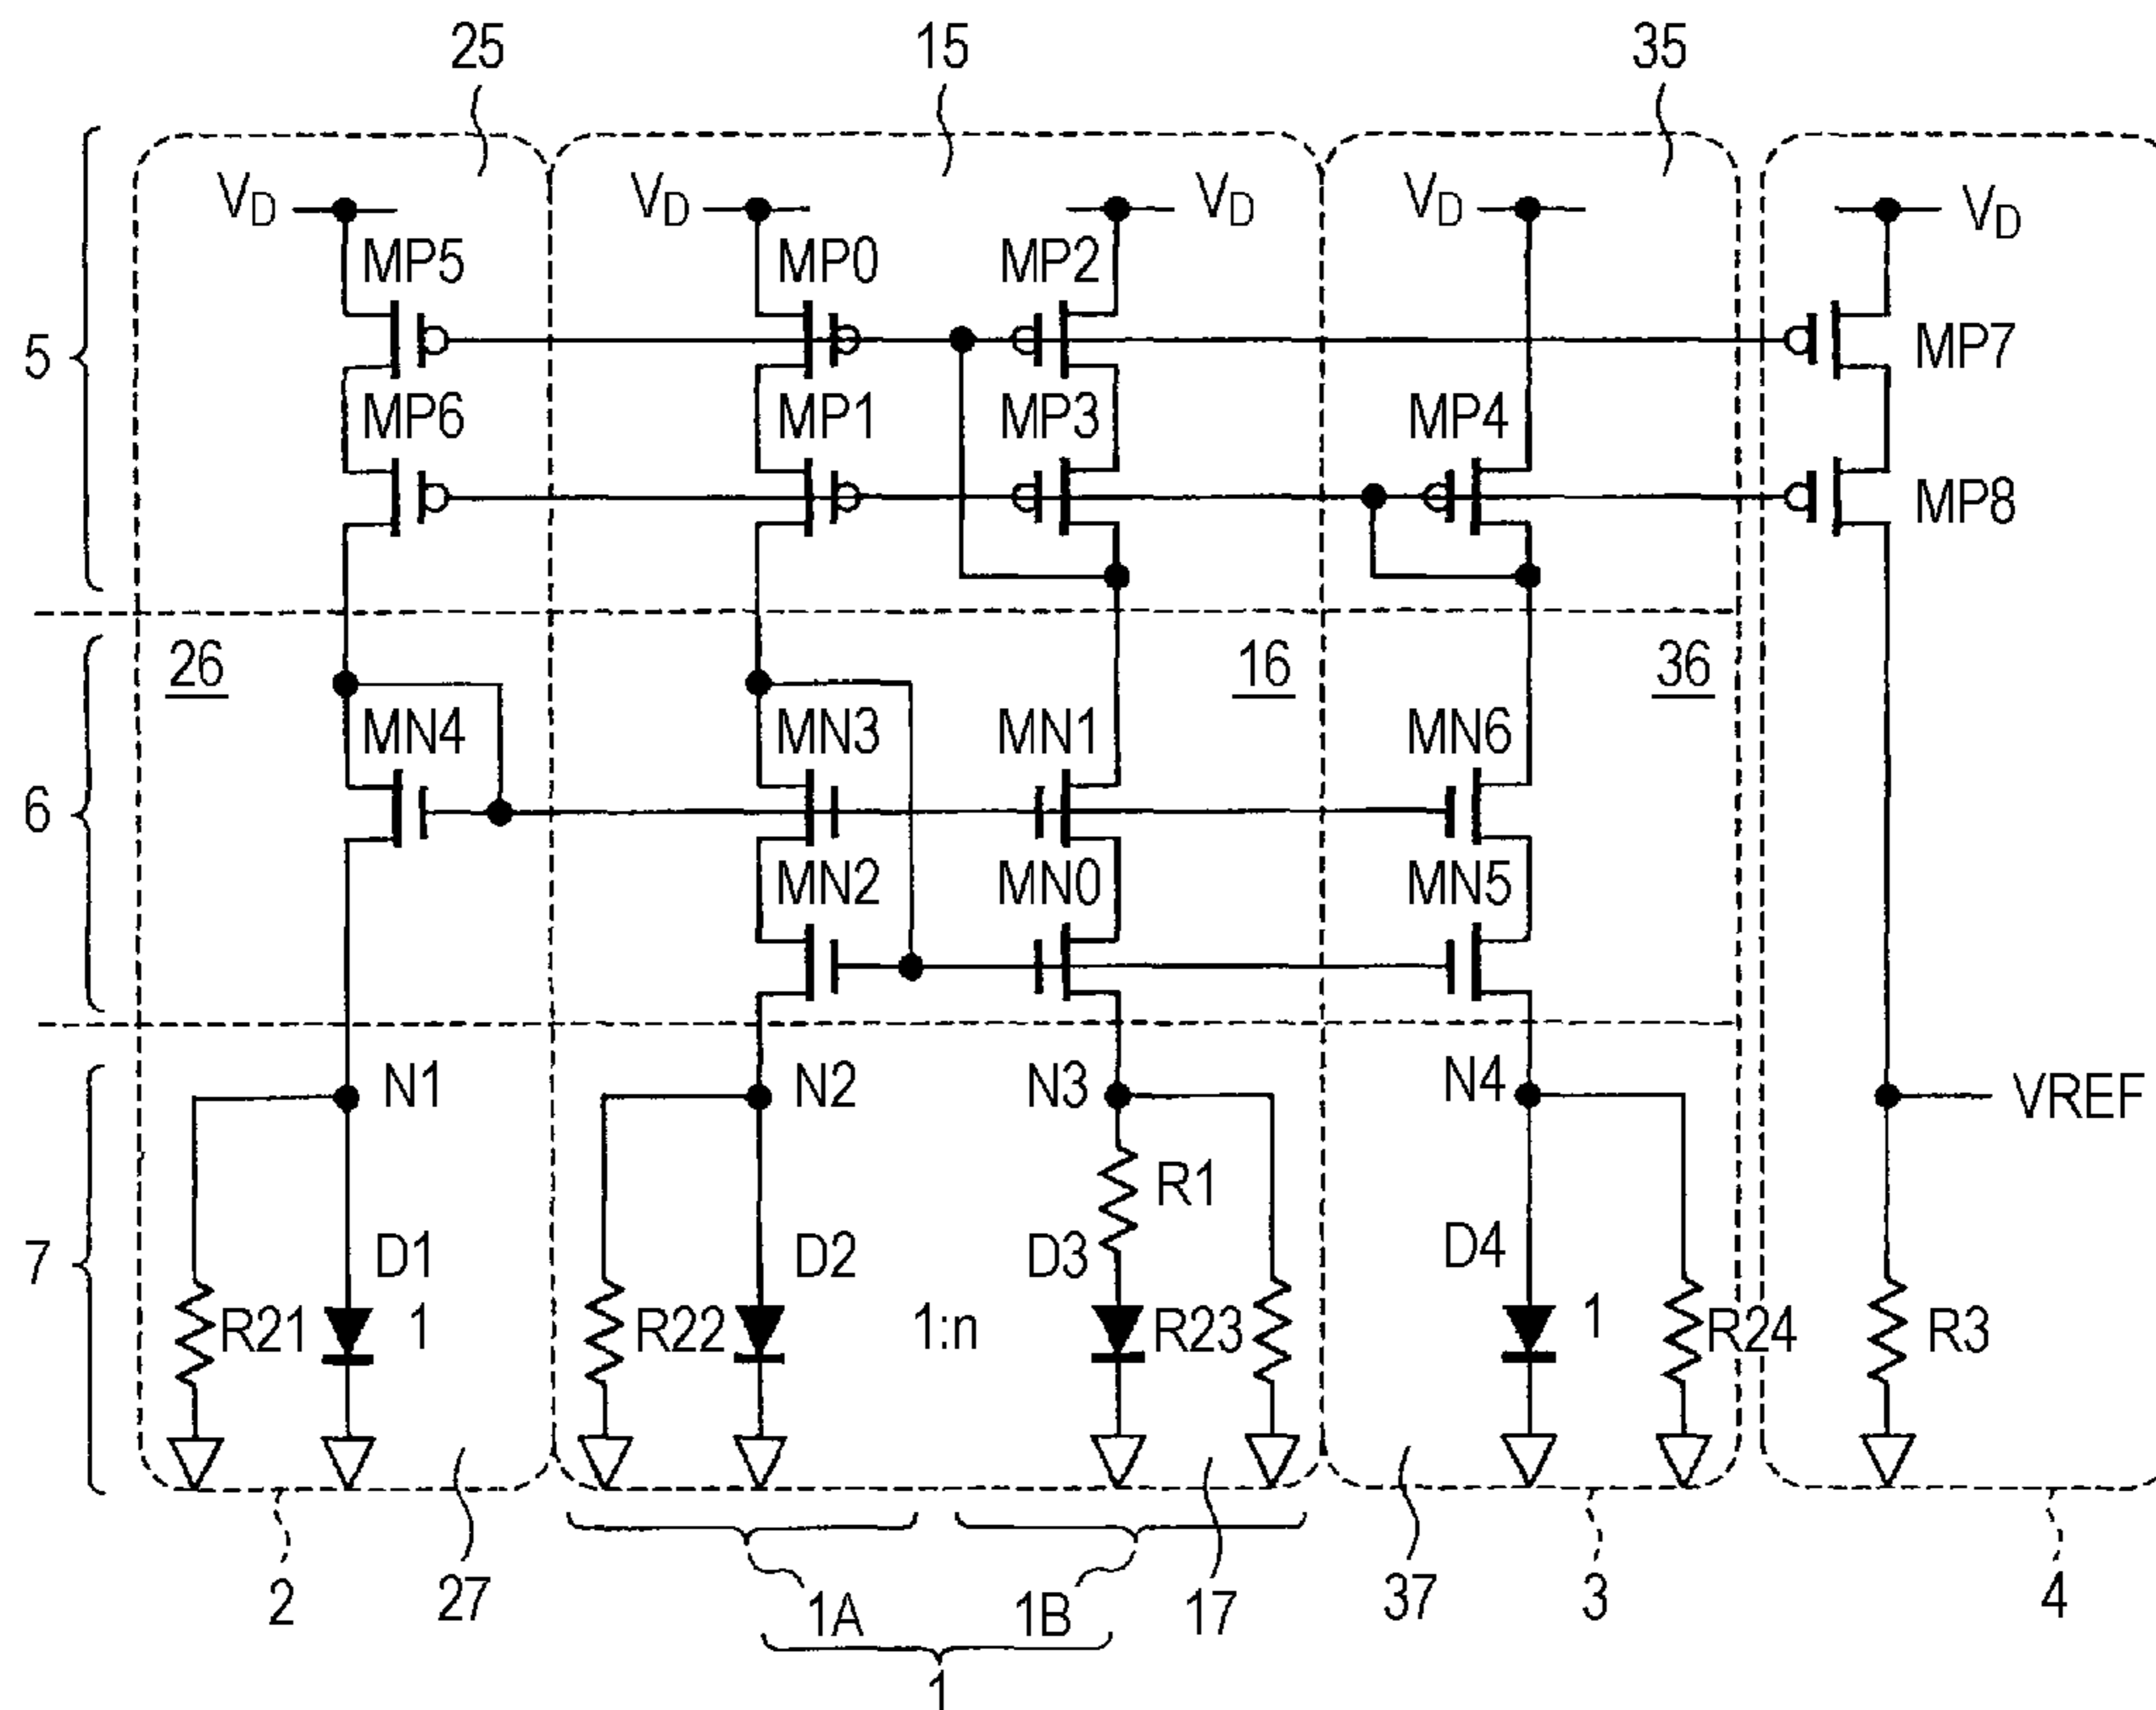 25 15 35
VD VD VD VD VD
MP5 MP0 MP2
MP7
5
MP6 MP1 MP3 MP4
MP8
26 16 36
MN4 MN3 MN1 MN6
6
MN2 MN0 MN5
N1 N2 N3 N4 VREF
R1
7
D1 D2 D3 D4
R21 1 R22 1:n R23 1 R24 R3
2 27 1A 1B 17 37 3 4
1